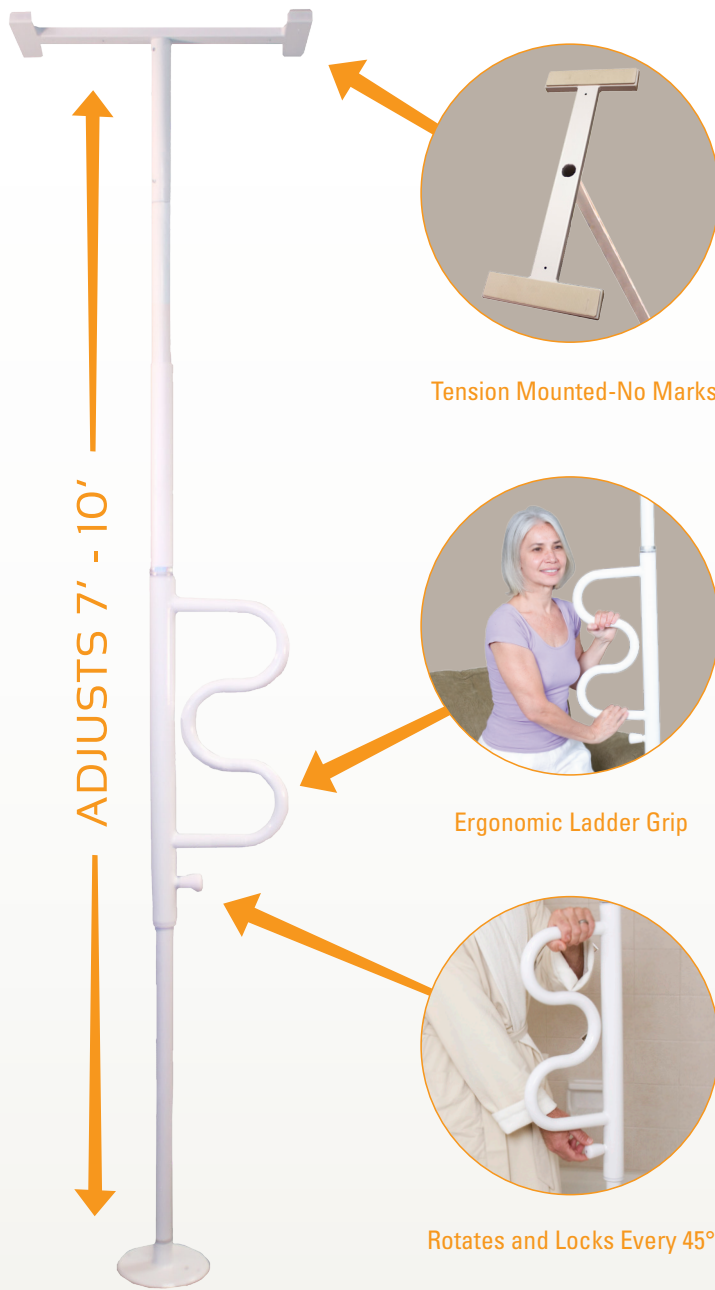 Tension Mounted-No Marks
ADJUSTS 7' - 10'
Ergonomic Ladder Grip
Rotates and Locks Every 45°